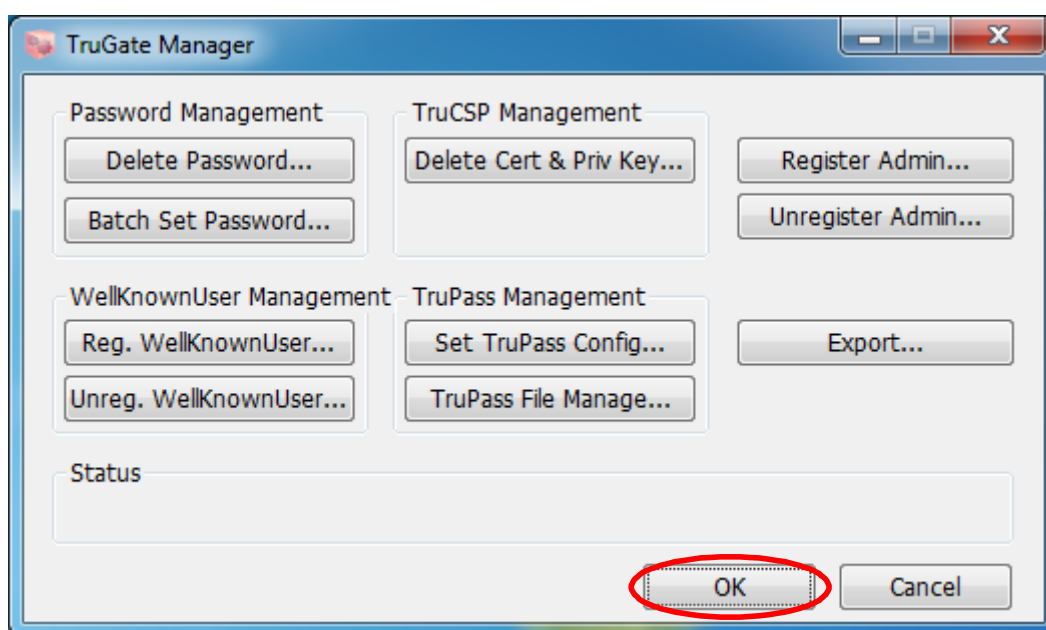 TruGate Manager
Password Management
Delete Password...
Batch Set Password...
TruCSP Management
Delete Cert & Priv Key...
Register Admin...
Unregister Admin...
WellKnownUser Management
Reg. WellKnownUser...
Unreg. WellKnownUser...
TruPass Management
Set TruPass Config...
TruPass File Manage...
Export...
Status
OK
Cancel